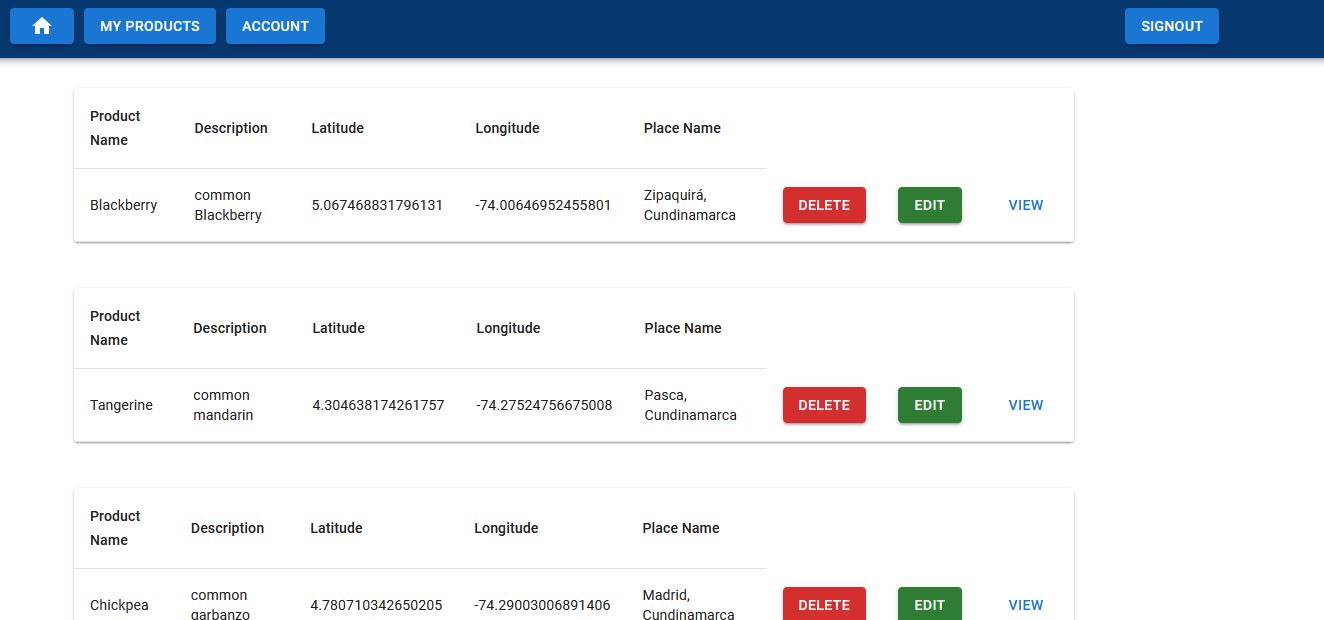 MY PRODUCTS ACCOUNT SIGNOUT
Product
Name Description Latitude Longitude Place Name
Blackberry common
Blackberry 5.067468831796131 -74.00646952455801 Zipaquirá,
Cundinamarca DELETE EDIT VIEW
Product
Name Description Latitude Longitude Place Name
Tangerine common
mandarin 4.304638174261757 -74.27524756675008 Pasca,
Cundinamarca DELETE EDIT VIEW
Product
Name Description Latitude Longitude Place Name
Chickpea common
garbanzo 4.780710342650205 -74.29003006891406 Madrid,
Cundinamarca DELETE EDIT VIEW